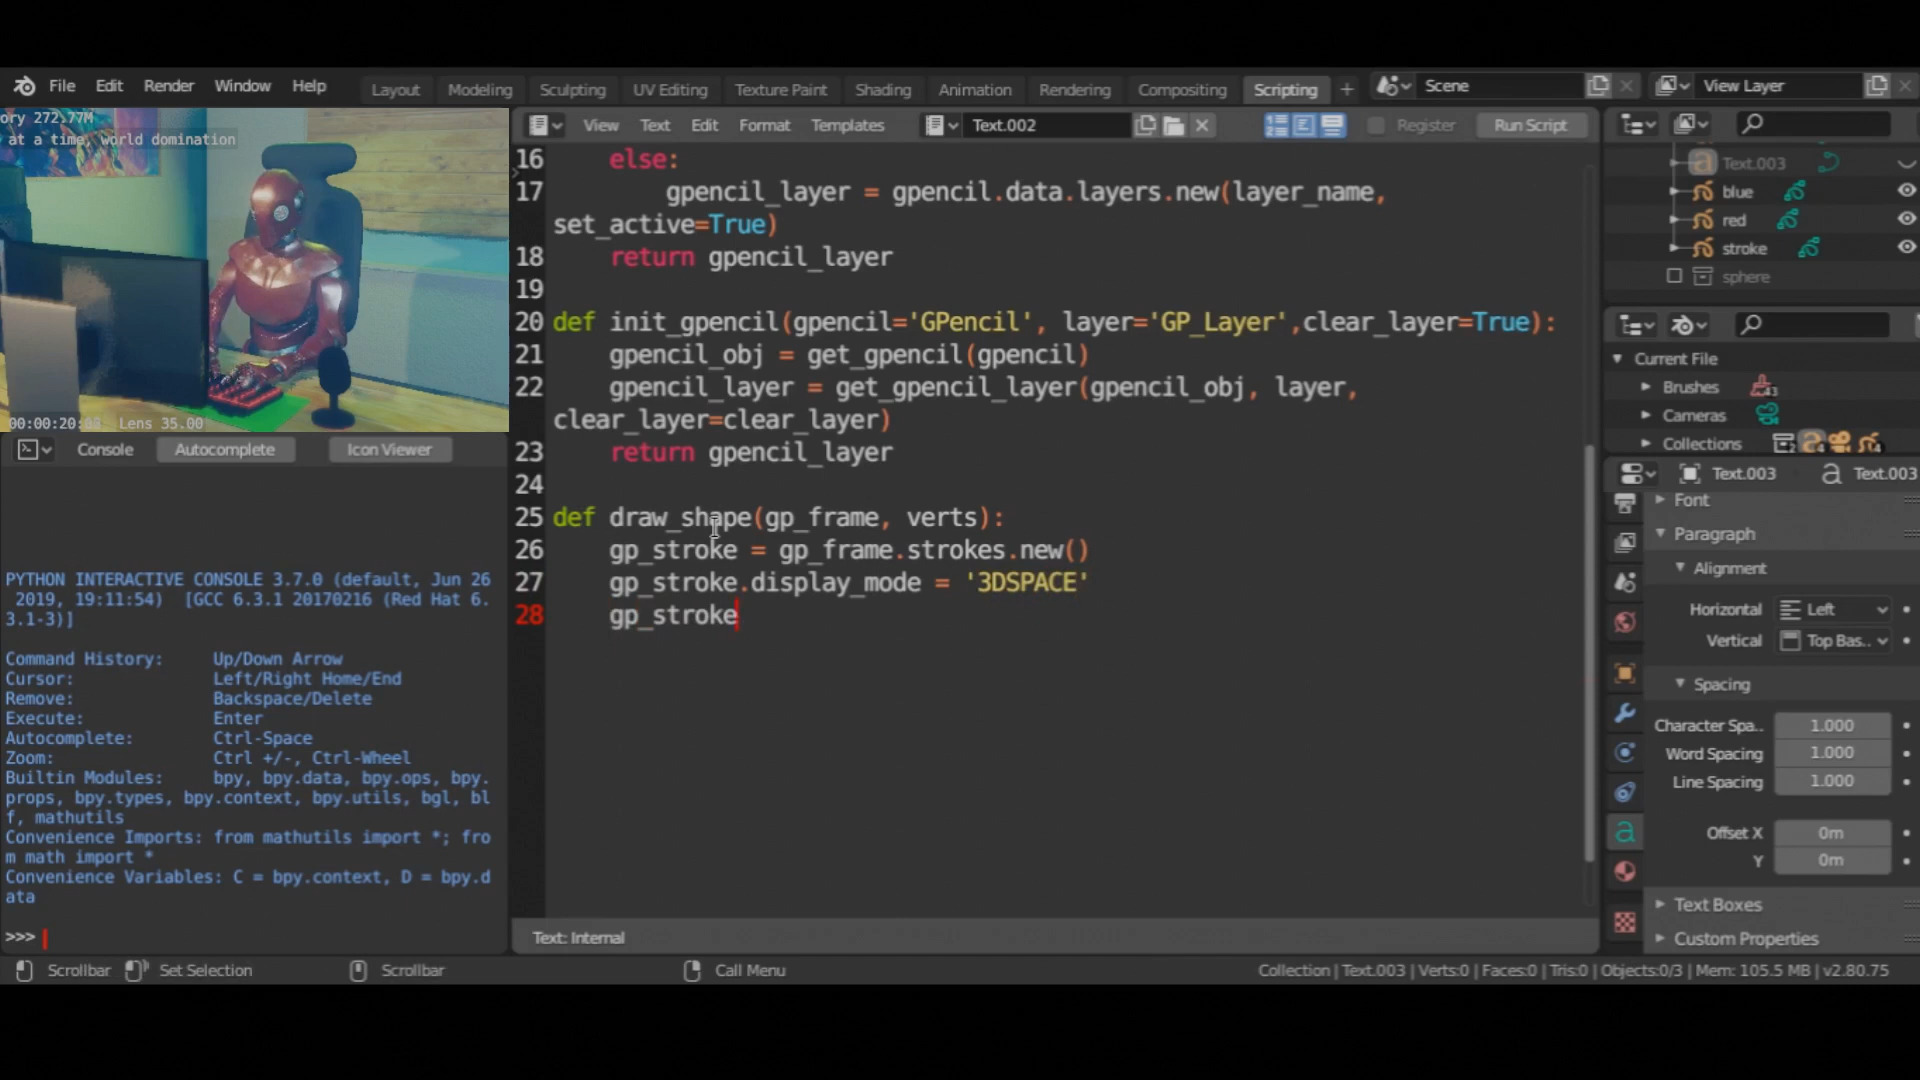 File Edit Render Window Help Layout Modeling Sculpting UV Editing Texture Paint Shading Animation Rendering Compositing Scripting + Scene View Layer
ory 272.77M
at a time, world domination
00:00:20: Lens 35.00
View Text Edit Format Templates Text.002 Register Run Script
16 else:
17 gpencil_layer = gpencil.data.layers.new(layer_name,
set_active=True)
18 return gpencil_layer
19
20 def init_gpencil(gpencil='GPencil', layer='GP_Layer',clear_layer=True):
21 gpencil_obj = get_gpencil(gpencil)
22 gpencil_layer = get_gpencil_layer(gpencil_obj, layer,
clear_layer=clear_layer)
23 return gpencil_layer
24
25 def draw_shape(gp_frame, verts):
26 gp_stroke = gp_frame.strokes.new()
27 gp_stroke.display_mode = '3DSPACE'
28 gp_stroke
Text: Internal
Console Autocomplete Icon Viewer
PYTHON INTERACTIVE CONSOLE 3.7.0 (default, Jun 26
2019, 19:11:54) [GCC 6.3.1 20170216 (Red Hat 6.
3.1-3)]
Command History: Up/Down Arrow
Cursor: Left/Right Home/End
Remove: Backspace/Delete
Execute: Enter
Autocomplete: Ctrl-Space
Zoom: Ctrl +/-, Ctrl-Wheel
Builtin Modules: bpy, bpy.data, bpy.ops, bpy.
props, bpy.types, bpy.context, bpy.utils, bgl, bl
f, mathutils
Convenience Imports: from mathutils import *; fro
m math import *
Convenience Variables: C = bpy.context, D = bpy.d
ata
>>>
Text.003
blue
red
stroke
sphere
Current File
Brushes 43
Cameras
Collections
Text.003 Text.003
Font
Paragraph
Alignment
Horizontal Left
Vertical Top Bas..
Spacing
Character Spa.. 1.000
Word Spacing 1.000
Line Spacing 1.000
Offset X 0m
Y 0m
Text Boxes
Custom Properties
Scrollbar Set Selection Scrollbar Call Menu Collection | Text.003 | Verts:0 | Faces:0 | Tris:0 | Objects:0/3 | Mem: 105.5 MB | v2.80.75